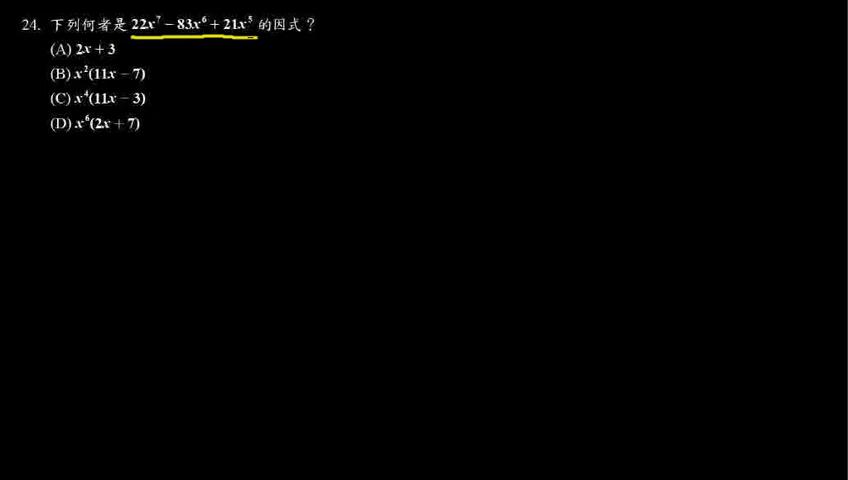 24. 下列何者是 22x⁷ − 83x⁶ + 21x⁵ 的因式？
(A) 2x + 3
(B) x²(11x − 7)
(C) x⁴(11x − 3)
(D) x⁶(2x + 7)